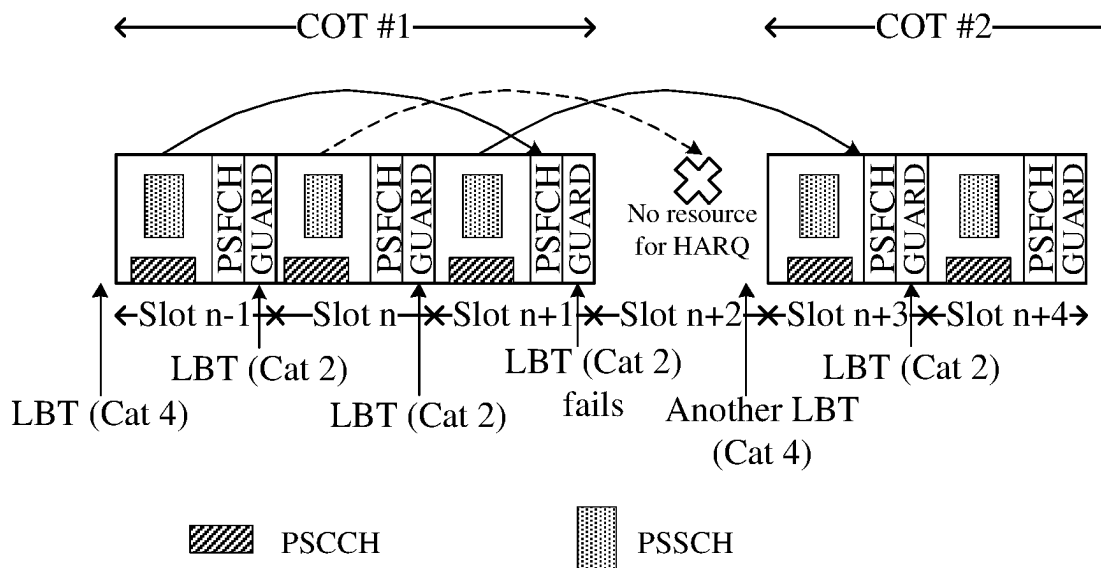 COT #1
COT #2
PSFCH
GUARD
PSFCH
GUARD
PSFCH
GUARD
No resource
for HARQ
PSFCH
GUARD
PSFCH
GUARD
Slot n-1
Slot n
Slot n+1
Slot n+2
Slot n+3
Slot n+4
LBT (Cat 4)
LBT (Cat 2)
LBT (Cat 2)
LBT (Cat 2)
fails
Another LBT
(Cat 4)
LBT (Cat 2)
PSCCH
PSSCH